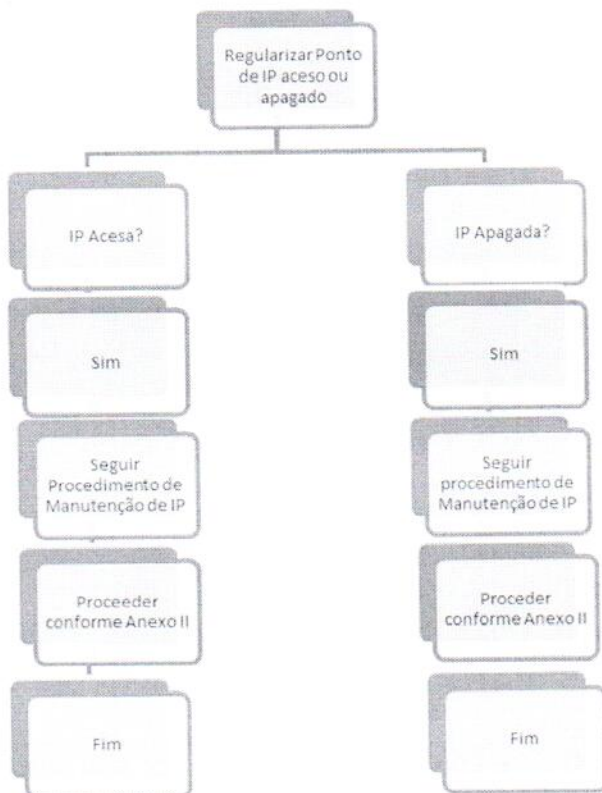 Regularizar Ponto
de IP aceso ou
apagado
IP Acesa?
Sim
Seguir
Procedimento de
Manutenção de IP
Proceeder
conforme Anexo II
Fim
IP Apagada?
Sim
Seguir
procedimento de
Manutenção de IP
Proceder
conforme Anexo II
Fim